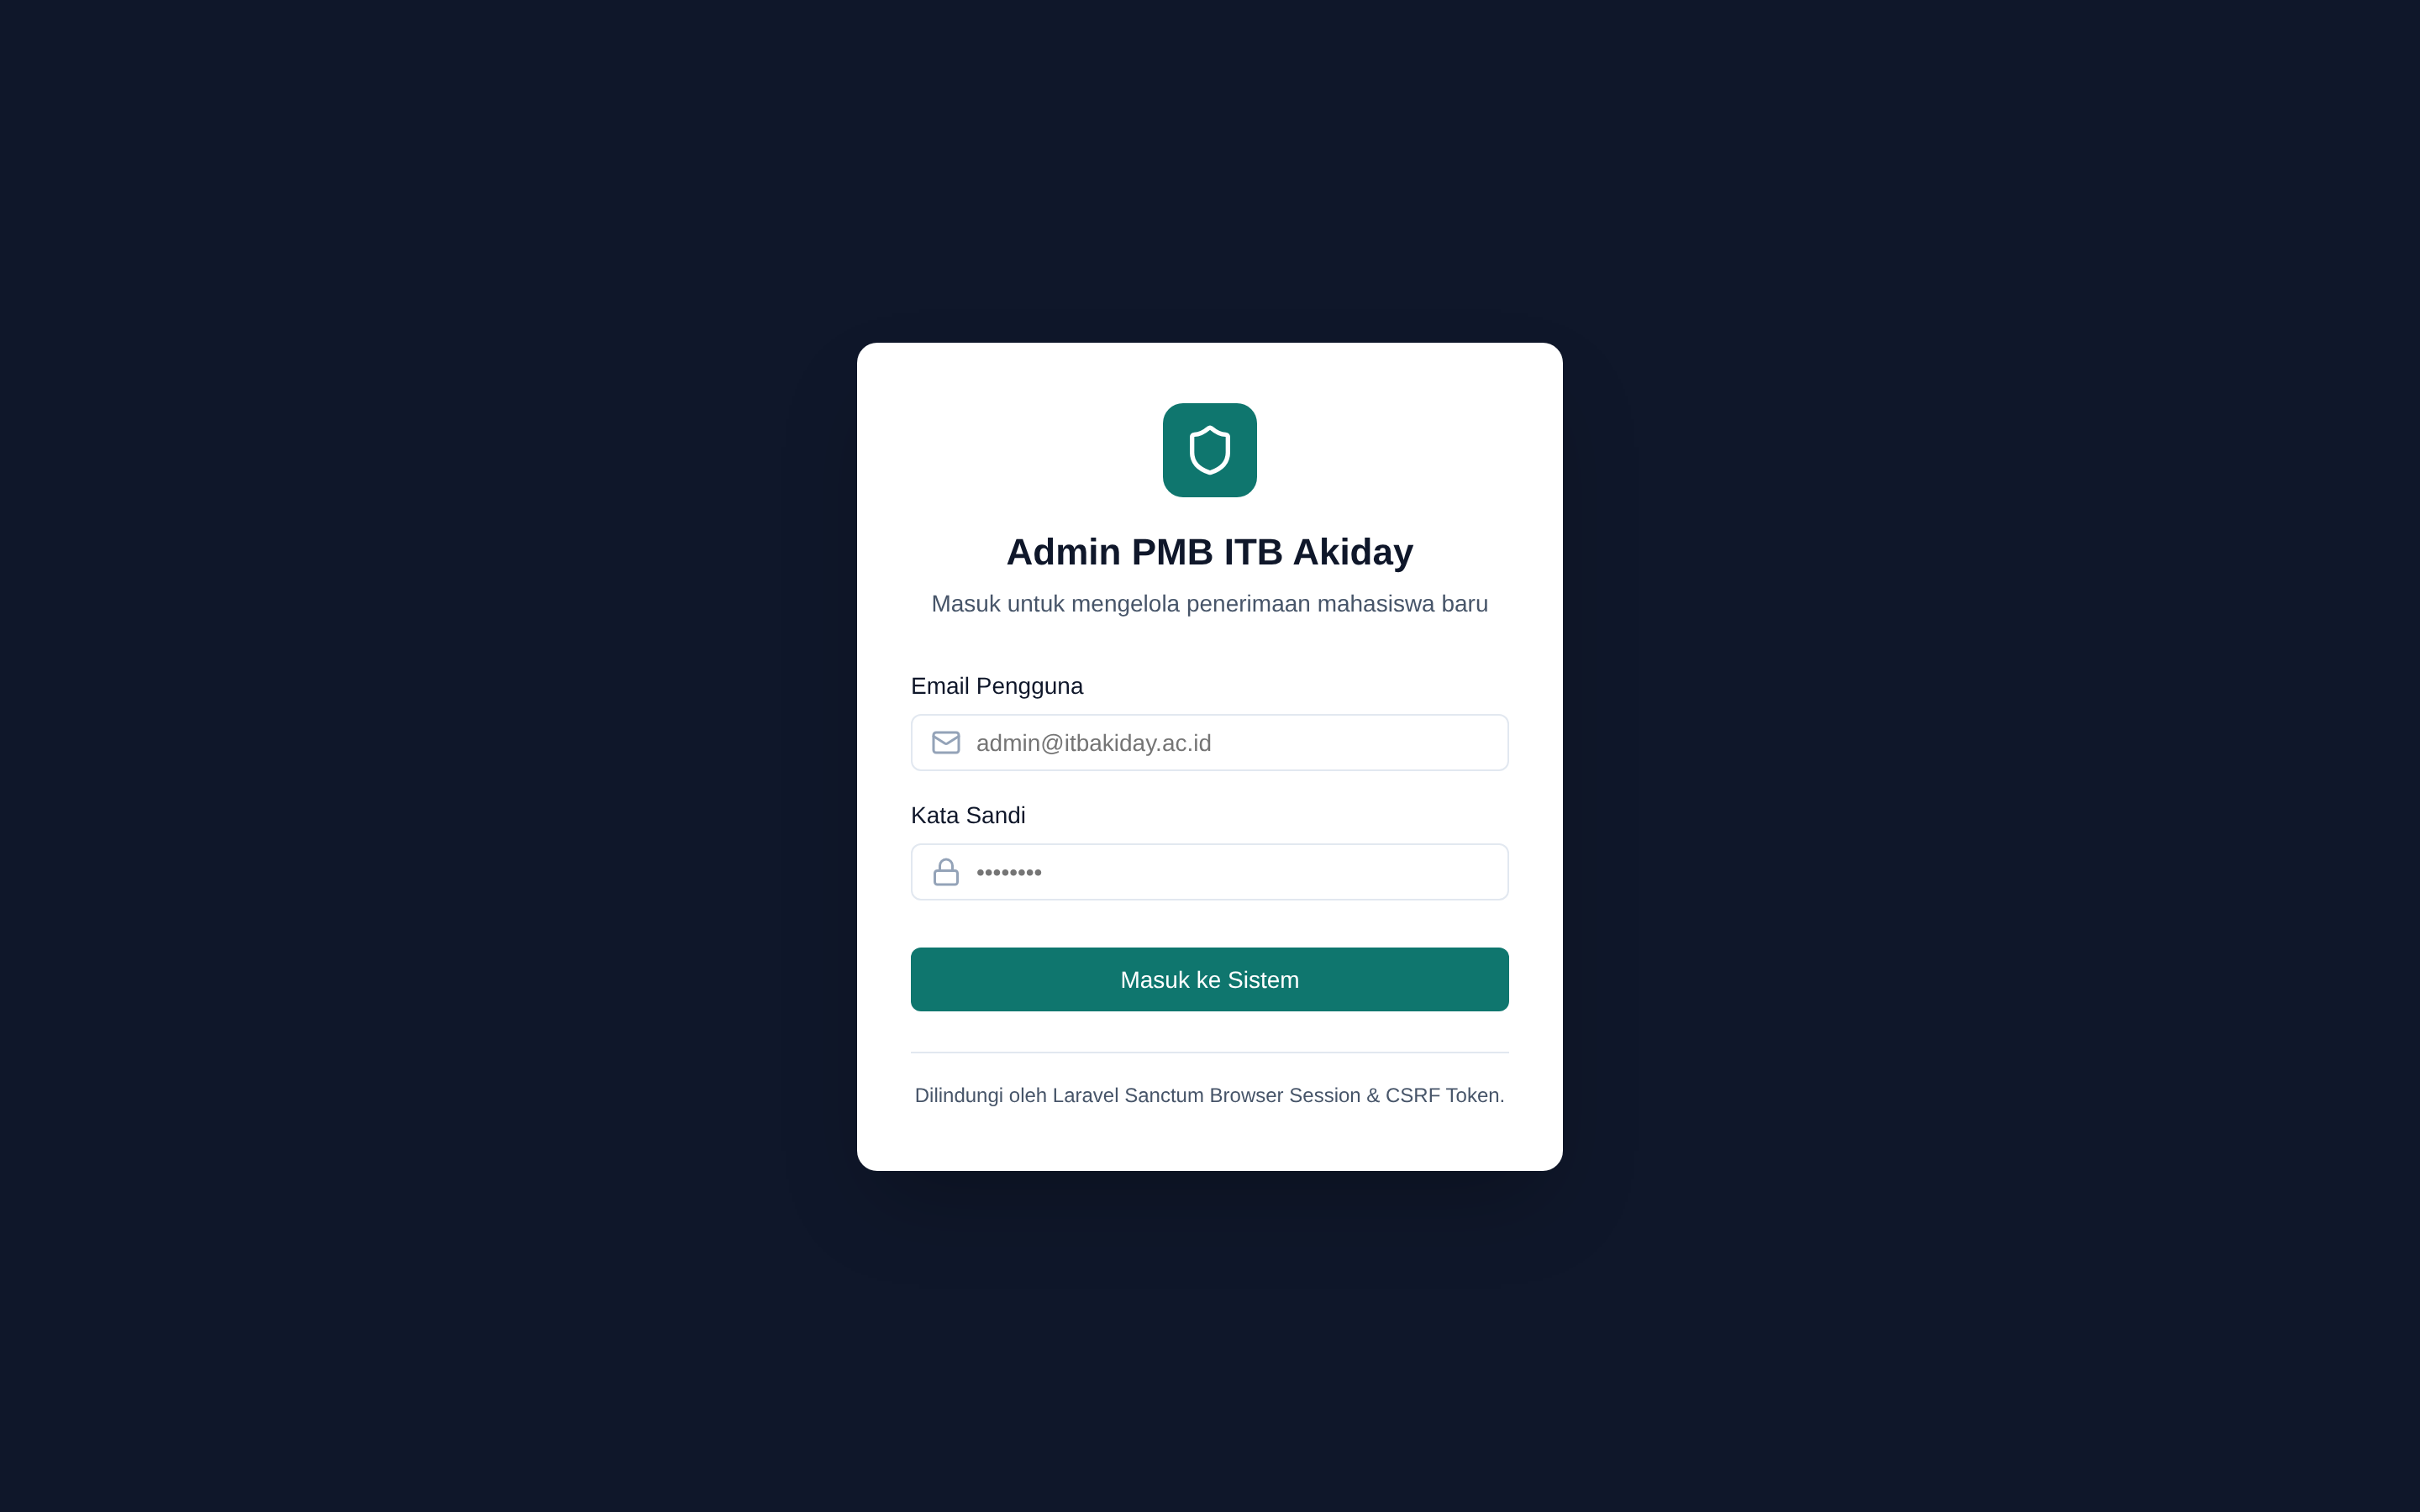 Admin PMB ITB Akiday
Masuk untuk mengelola penerimaan mahasiswa baru
Email Pengguna
admin@itbakiday.ac.id
Kata Sandi
••••••••
Masuk ke Sistem
Dilindungi oleh Laravel Sanctum Browser Session & CSRF Token.